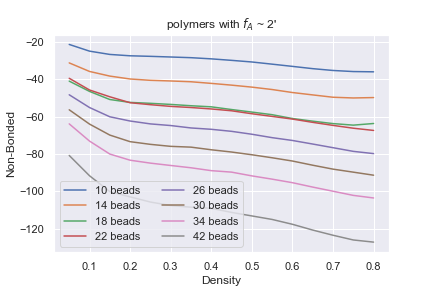 polymers with f_A ~ 2'
Non-Bonded
−20
−40
−60
−80
−100
−120
10 beads
14 beads
18 beads
22 beads
26 beads
30 beads
34 beads
42 beads
0.1 0.2 0.3 0.4 0.5 0.6 0.7 0.8
Density